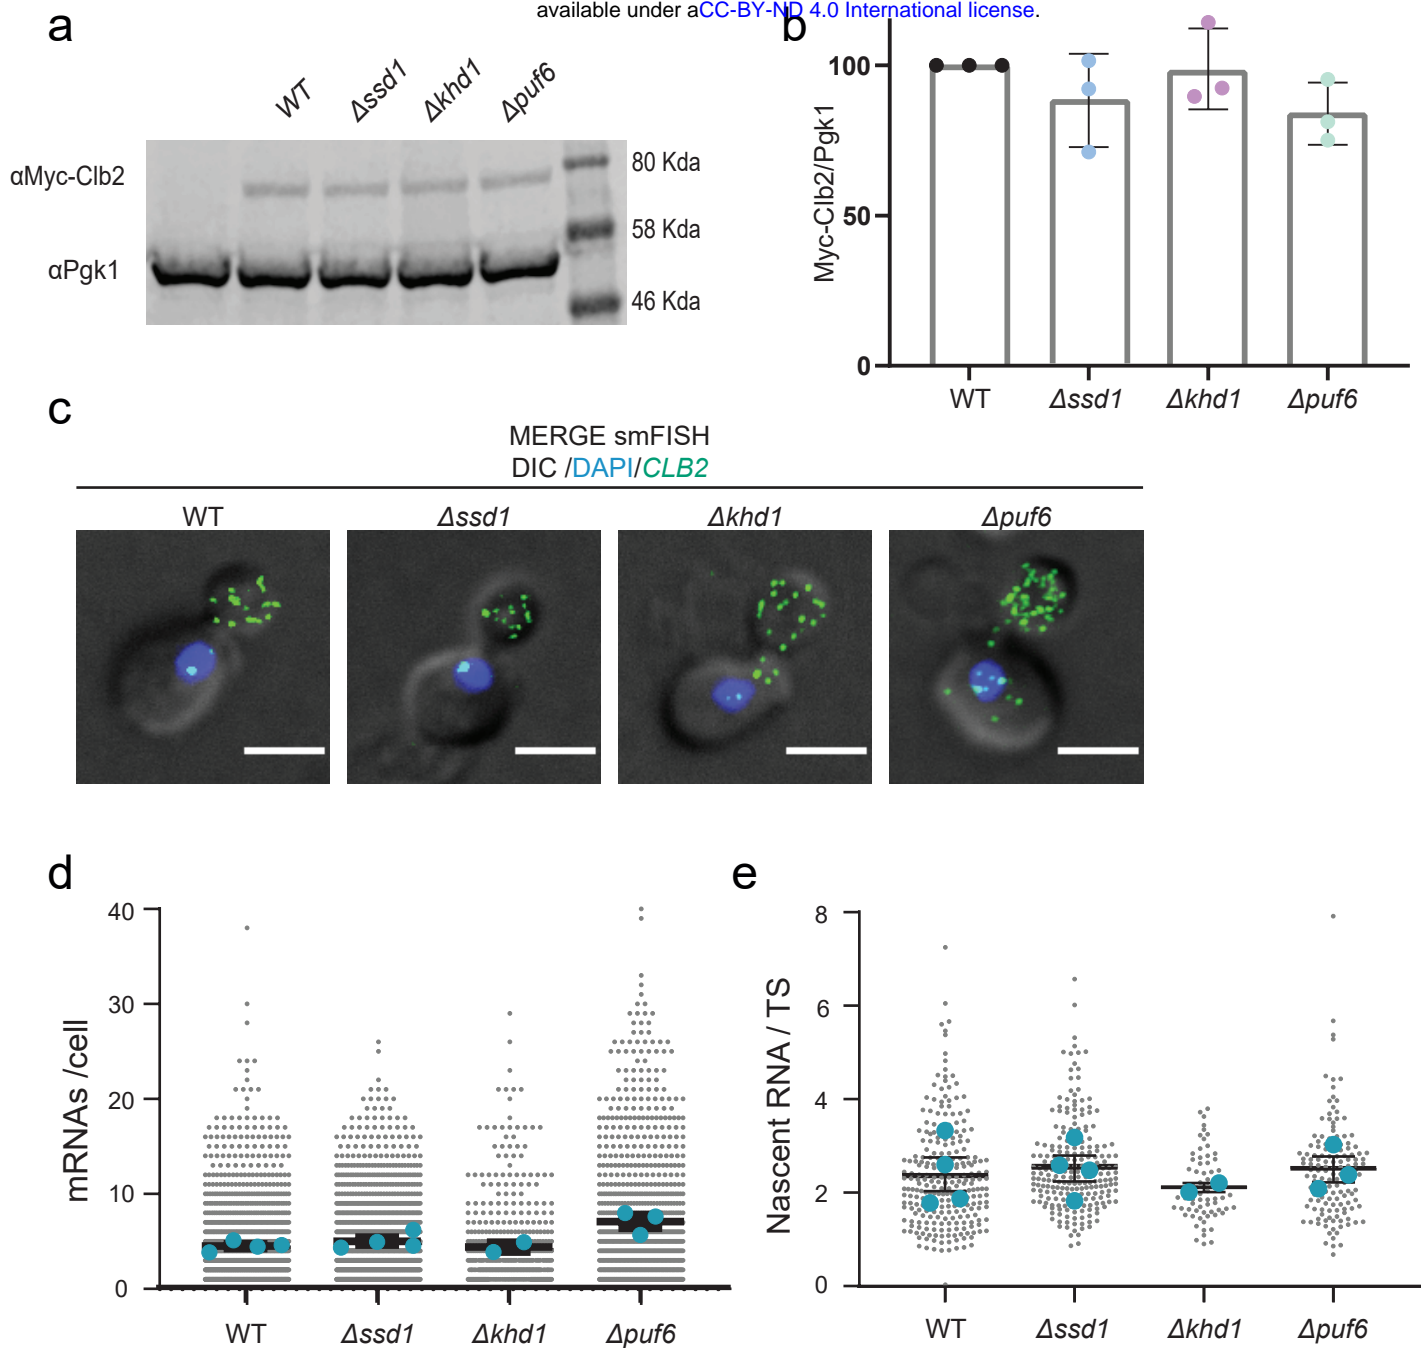 available under aCC-BY-ND 4.0 International license.
a
WT
Δssd1
Δkhd1
Δpuf6
αMyc-Clb2
αPgk1
80 Kda
58 Kda
46 Kda
b
Myc-Clb2/Pgk1
100
50
0
WT
Δssd1
Δkhd1
Δpuf6
c
MERGE smFISH
DIC /DAPI/CLB2
WT
Δssd1
Δkhd1
Δpuf6
d
mRNAs /cell
40
30
20
10
0
WT
Δssd1
Δkhd1
Δpuf6
e
Nascent RNA / TS
8
6
4
2
0
WT
Δssd1
Δkhd1
Δpuf6